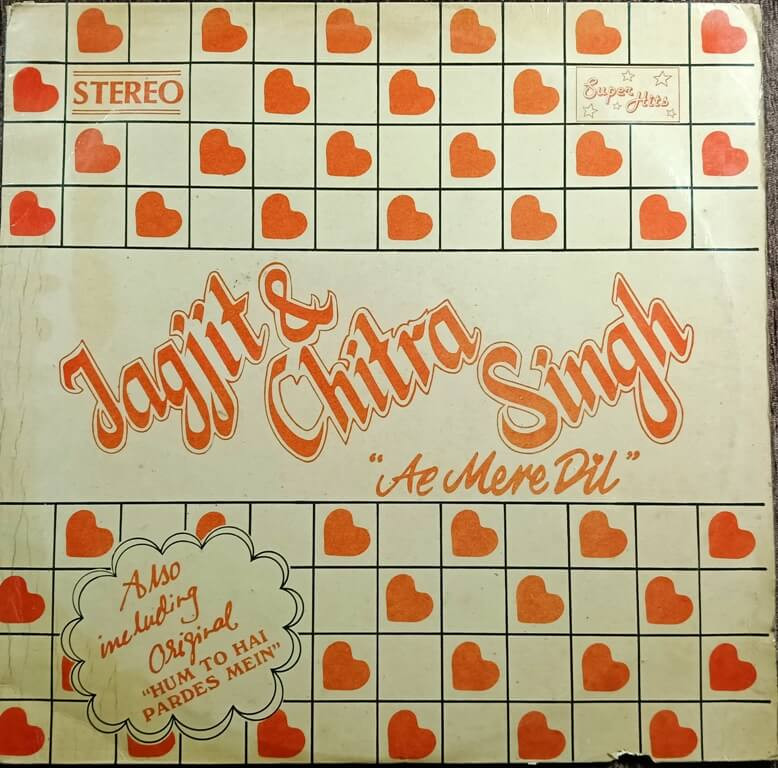 STEREO
Super
Hits
Jagjit &
Chitra
Singh
"Ae Mere Dil"
Also
including
Original
"HUM TO HAI
PARDES MEIN"